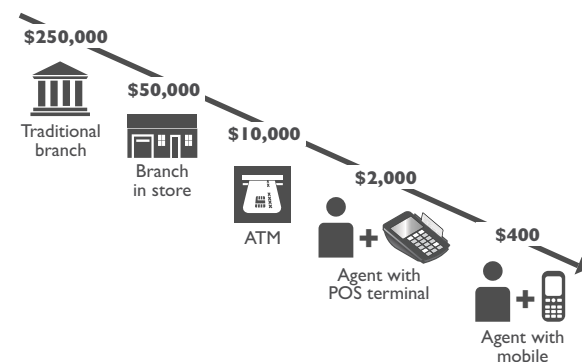 $250,000
Traditional
branch
$50,000
Branch
in store
$10,000
ATM
$2,000
Agent with
POS terminal
$400
Agent with
mobile